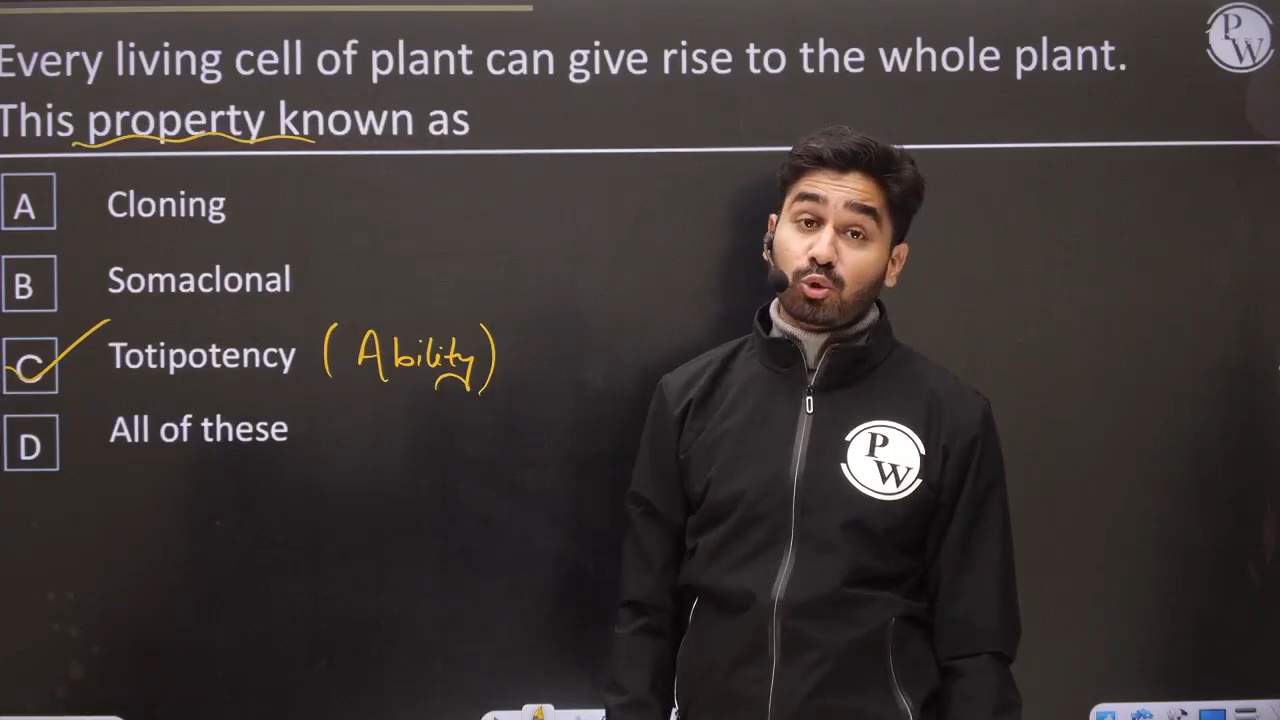 Every living cell of plant can give rise to the whole plant.
This property known as
A Cloning
B Somaclonal
C Totipotency (Ability)
D All of these
PW
PW